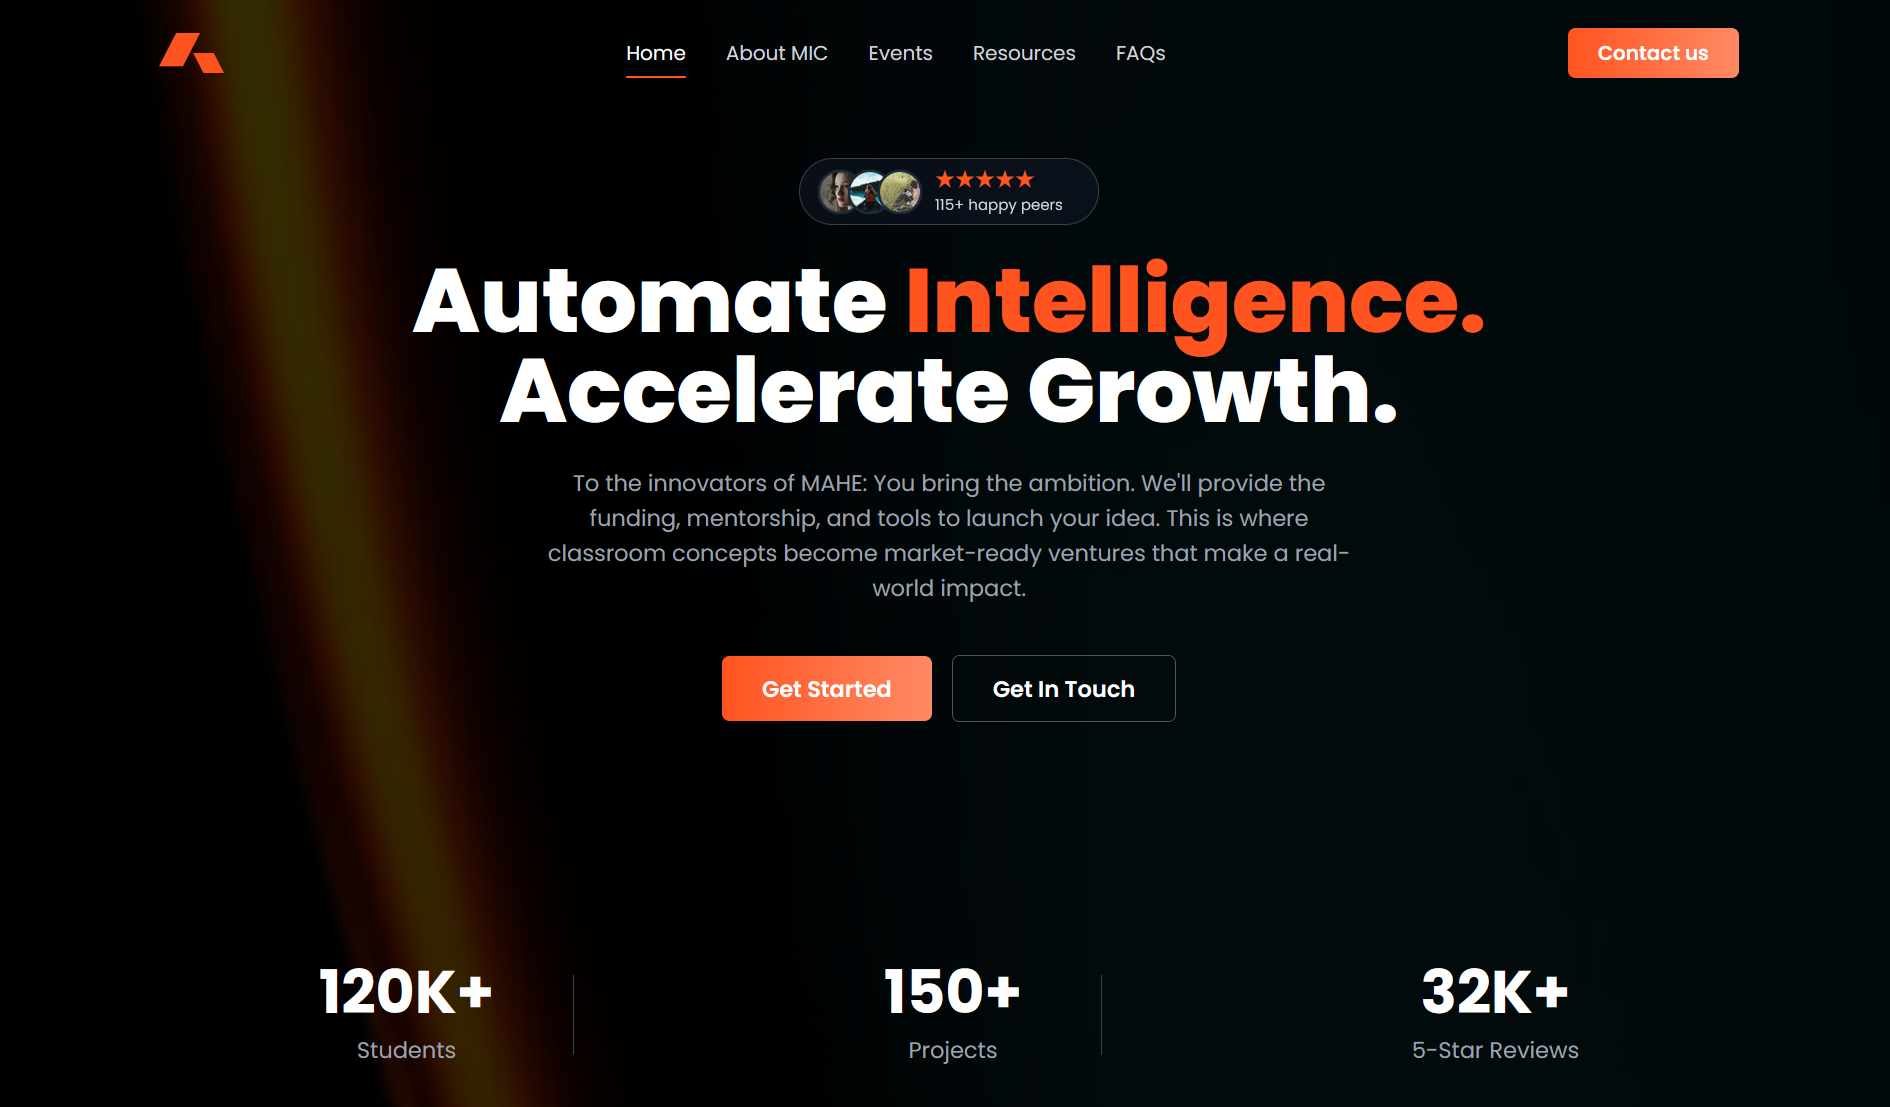 Home
About MIC
Events
Resources
FAQs
Contact us
115+ happy peers
Automate Intelligence.
Accelerate Growth.
To the innovators of MAHE: You bring the ambition. We'll provide the
funding, mentorship, and tools to launch your idea. This is where
classroom concepts become market-ready ventures that make a real-
world impact.
Get Started
Get In Touch
120K+
Students
150+
Projects
32K+
5-Star Reviews